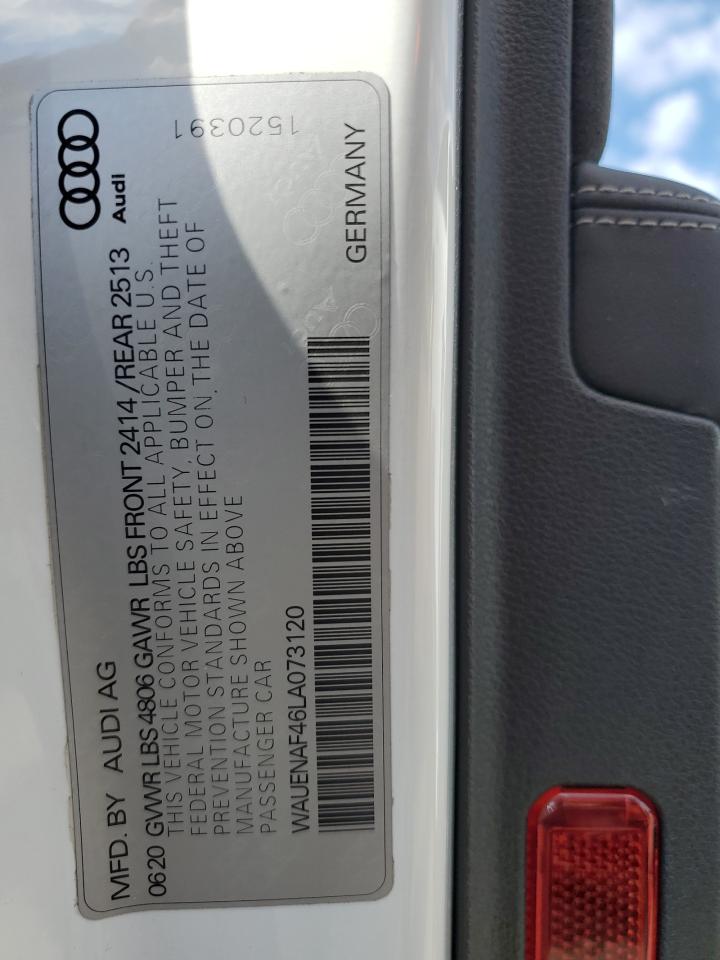 MFD. BY AUDI AG
Audi
0620 GVWR LBS 4806 GAWR LBS FRONT 2414 / REAR 2513
THIS VEHICLE CONFORMS TO ALL APPLICABLE U.S.
FEDERAL MOTOR VEHICLE SAFETY, BUMPER AND THEFT
PREVENTION STANDARDS IN EFFECT ON THE DATE OF
MANUFACTURE SHOWN ABOVE
PASSENGER CAR
WAUENAF46LA073120
GERMANY
1520391